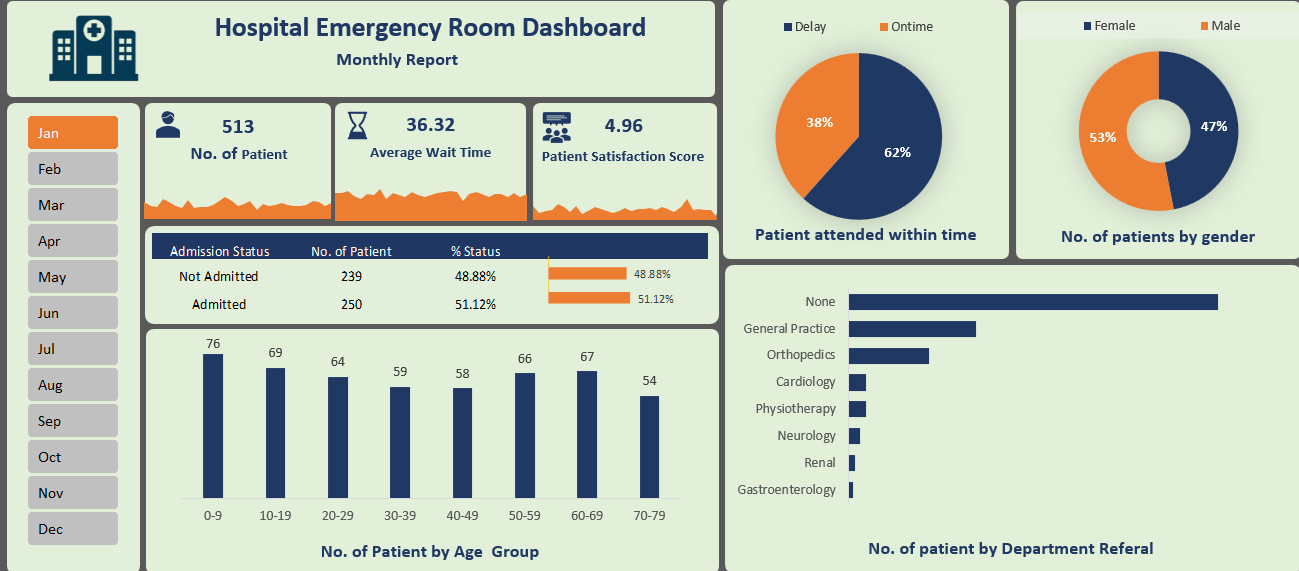 Hospital Emergency Room Dashboard
Monthly Report
Jan
Feb
Mar
Apr
May
Jun
Jul
Aug
Sep
Oct
Nov
Dec
513
No. of Patient
36.32
Average Wait Time
4.96
Patient Satisfaction Score
Admission Status No. of Patient % Status
Not Admitted 239 48.88% 48.88%
Admitted 250 51.12% 51.12%
76 69 64 59 58 66 67 54
0-9 10-19 20-29 30-39 40-49 50-59 60-69 70-79
No. of Patient by Age Group
Delay Ontime
38%
62%
Patient attended within time
Female Male
53% 47%
No. of patients by gender
None
General Practice
Orthopedics
Cardiology
Physiotherapy
Neurology
Renal
Gastroenterology
No. of patient by Department Referal